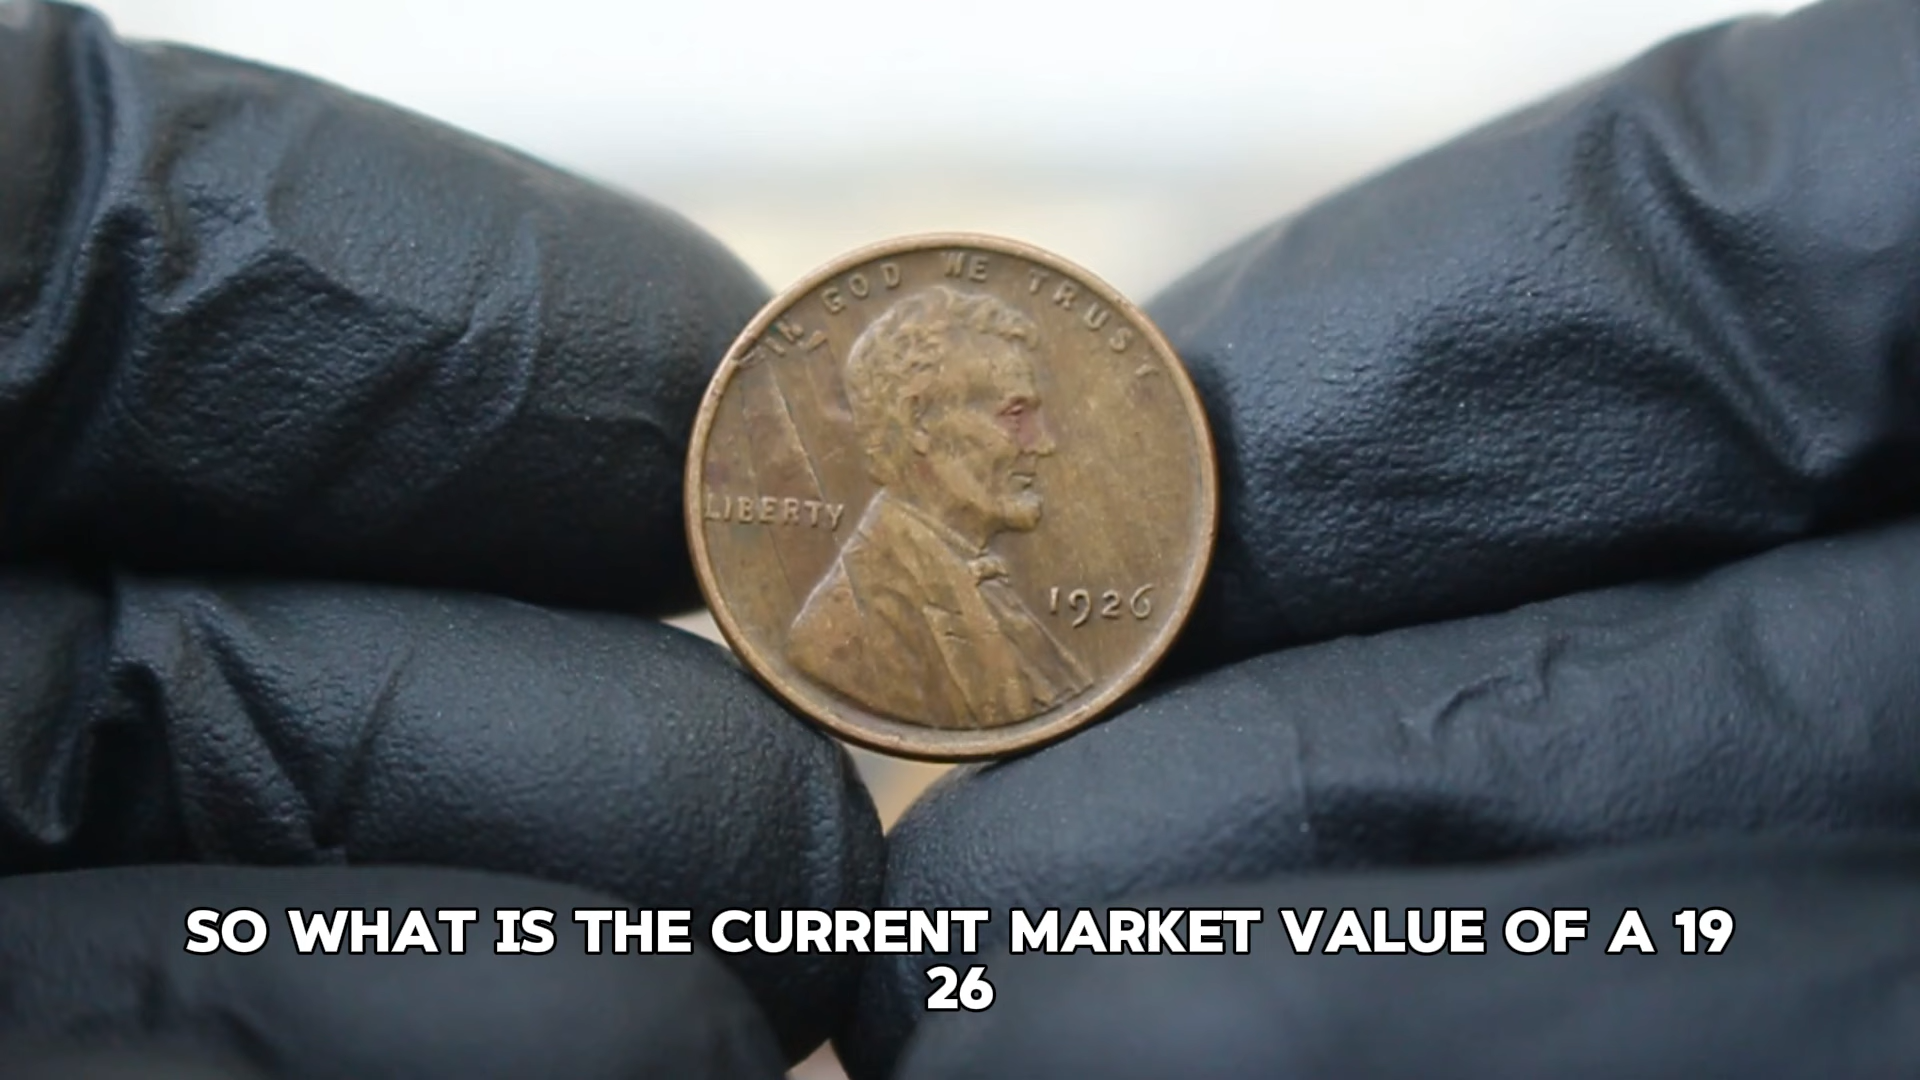 IN GOD WE TRUST
LIBERTY
1926
SO WHAT IS THE CURRENT MARKET VALUE OF A 19
26